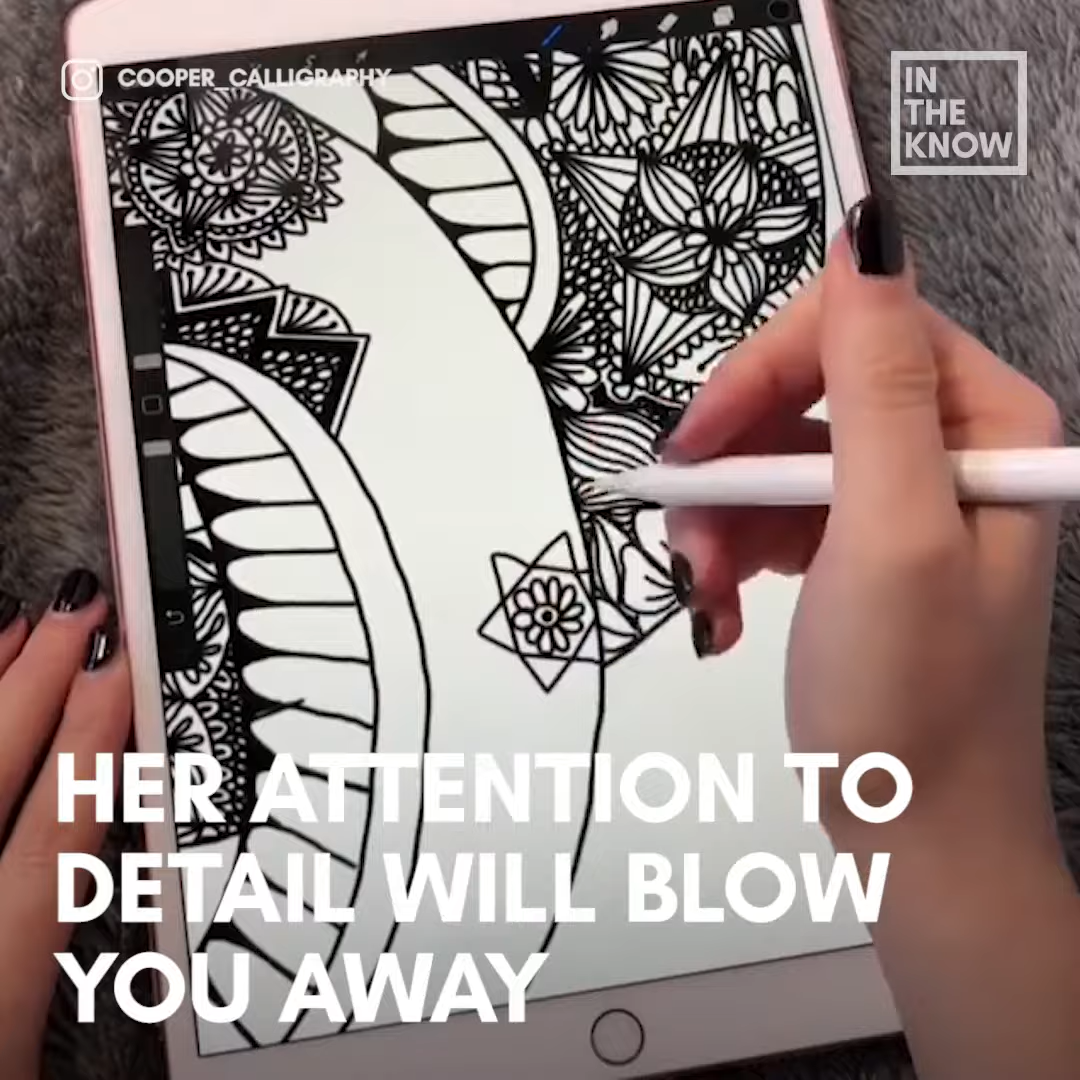 COOPER_CALLIGRAPHY
IN
THE
KNOW
HER ATTENTION TO
DETAIL WILL BLOW
YOU AWAY